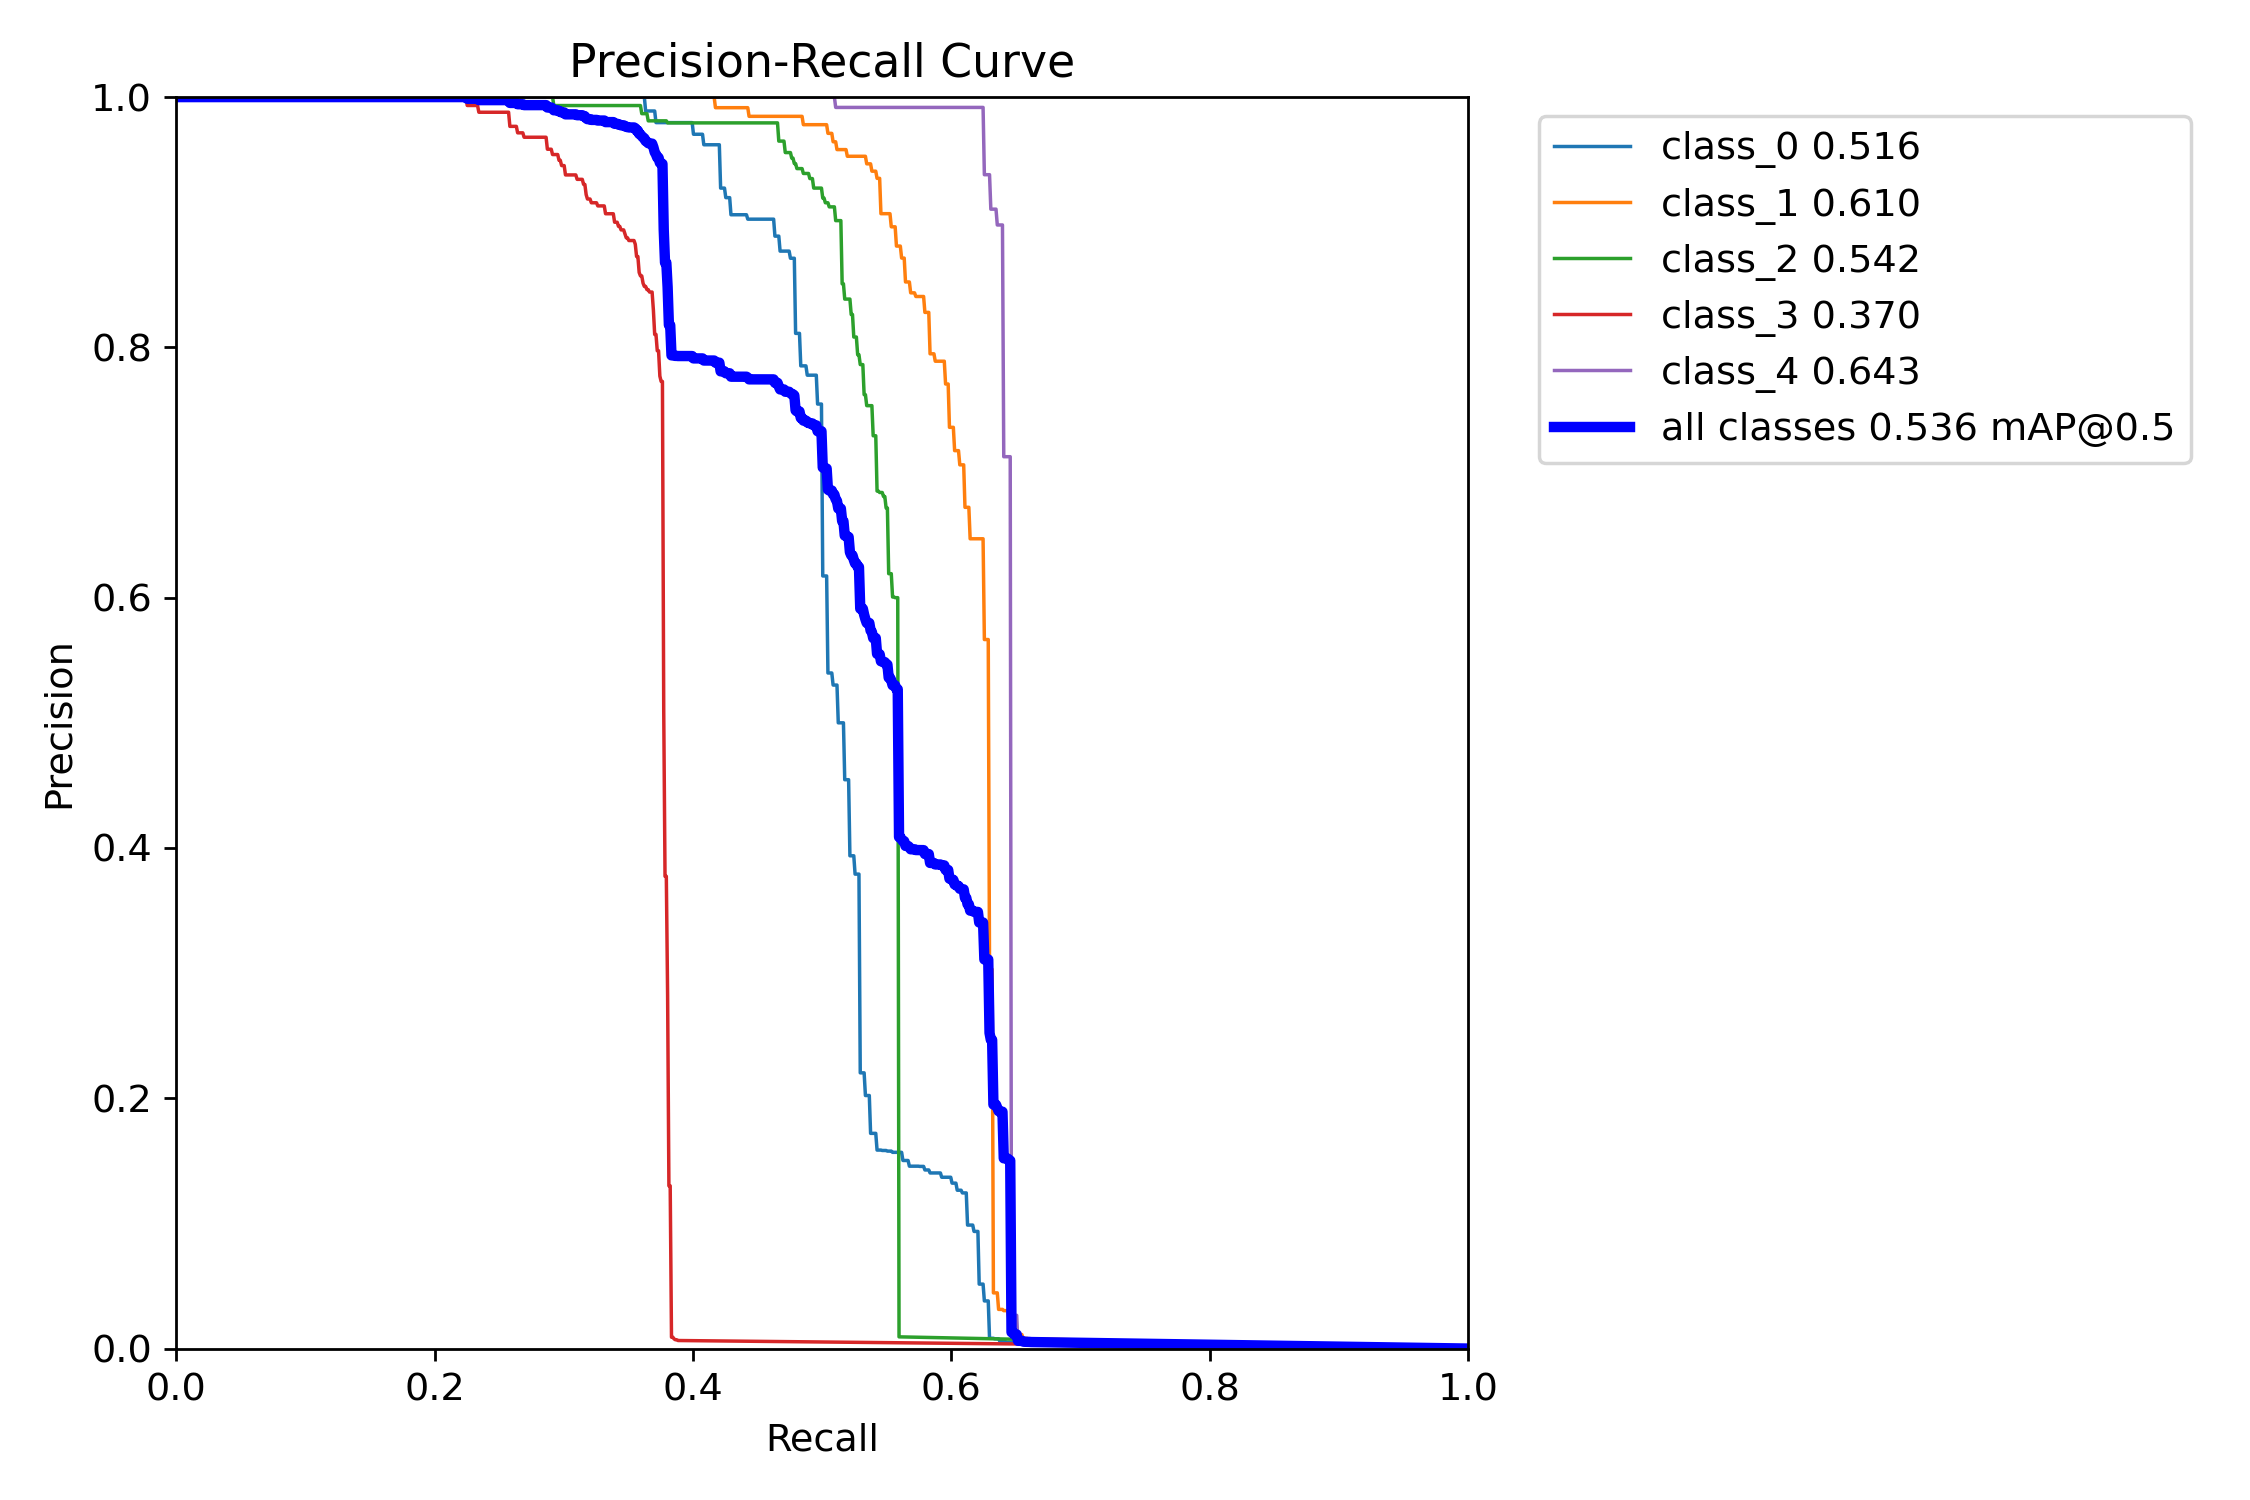 Precision-Recall Curve
1.0
0.8
0.6
0.4
0.2
0.0
Precision
0.0 0.2 0.4 0.6 0.8 1.0
Recall
class_0 0.516
class_1 0.610
class_2 0.542
class_3 0.370
class_4 0.643
all classes 0.536 mAP@0.5